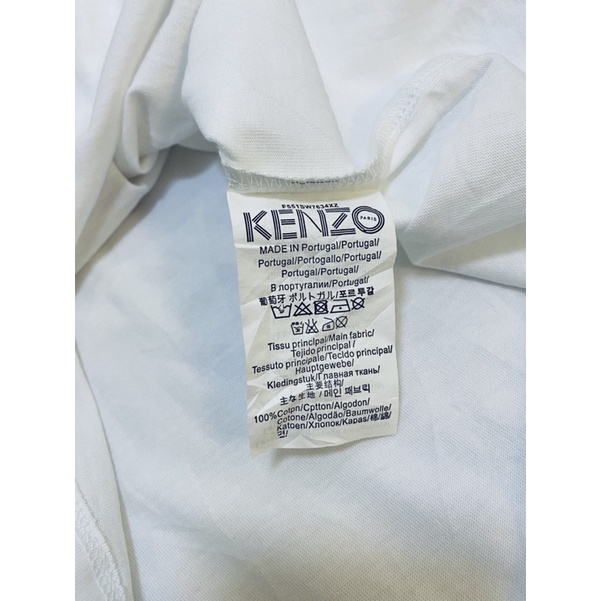 F551SW7634XZ
KENZO
PARIS
MADE IN Portugal/Portugal/
Portugal/Portogallo/Portugal/
Portugal/Portugal/
В португалии/Portugal/
葡萄牙 ポルトガル/포르투갈
Tissu principal/Main fabric/
Tejido principal/
Tessuto principale/Tecido principal/
Hauptgewebe/
Kledingstuk/Главная ткань/
主要结构/
主な生地 /메인 패브릭
100%Coton/Cptton/Algodon/
Cotone/Algodão/Baumwolle/
Katoen/Хлопок/Kapas/棉/綿/
면/